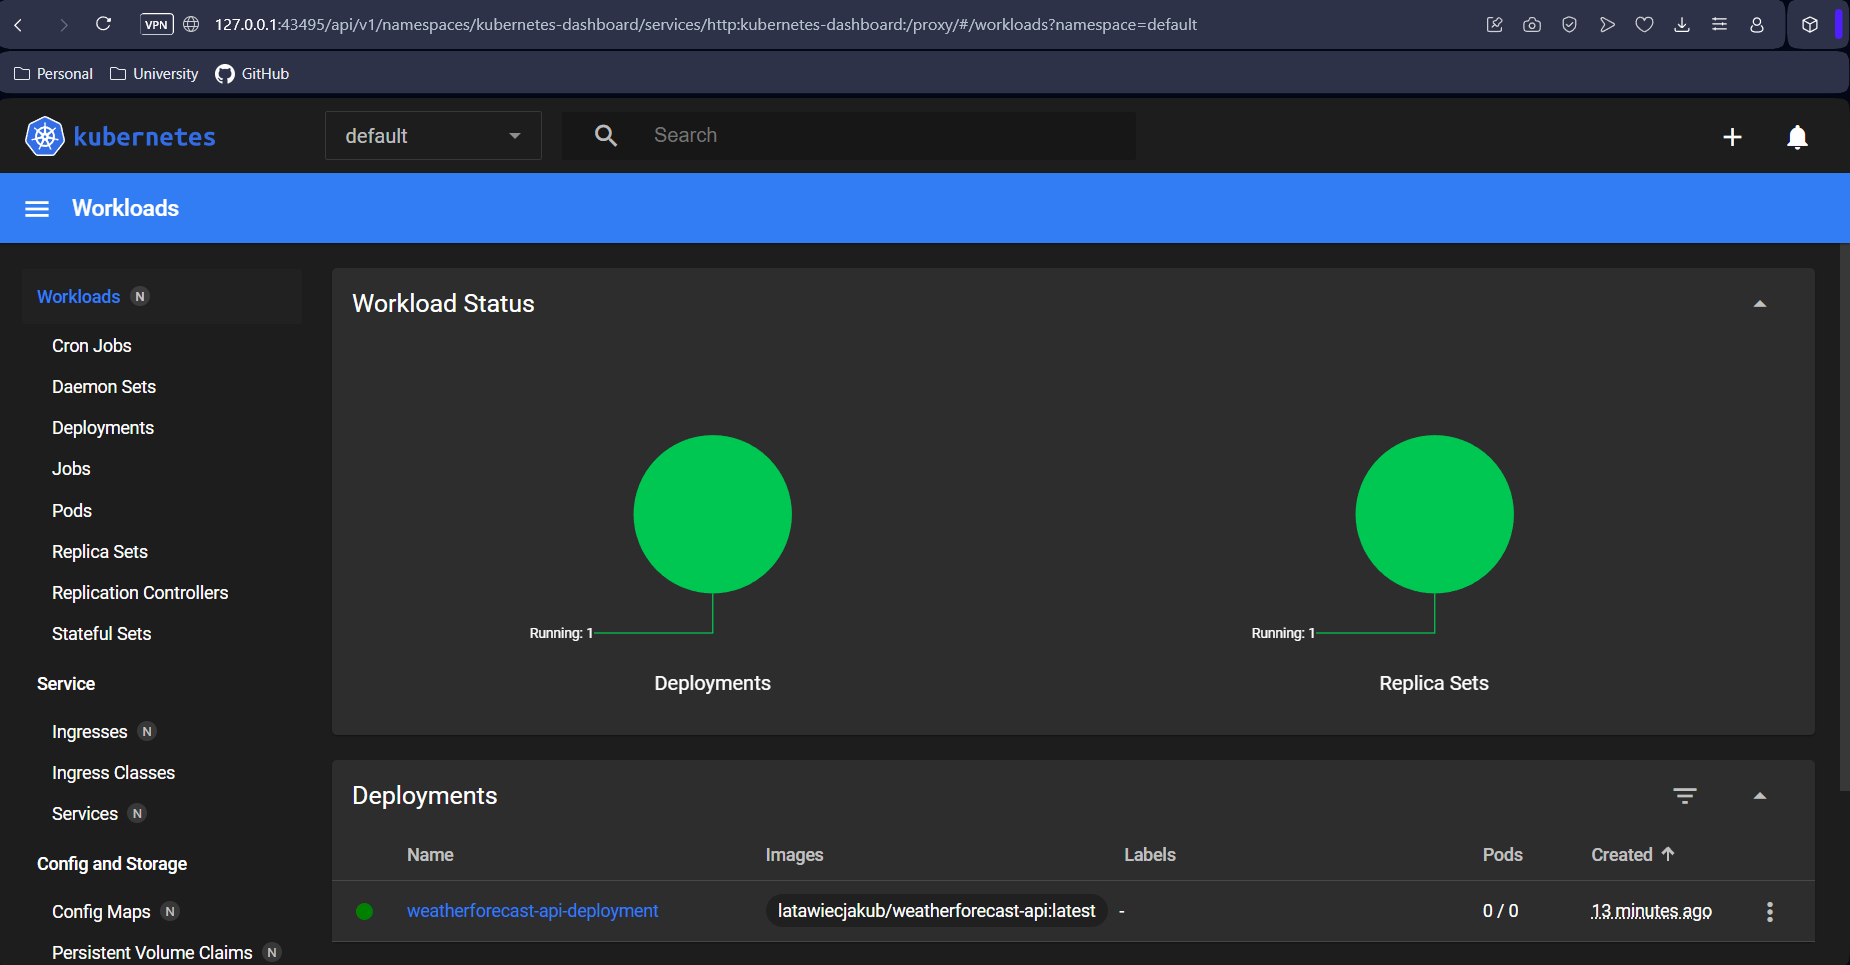 VPN 127.0.0.1:43495/api/v1/namespaces/kubernetes-dashboard/services/http:kubernetes-dashboard:/proxy/#/workloads?namespace=default
Personal University GitHub
kubernetes default Search
Workloads
Workloads N
Cron Jobs
Daemon Sets
Deployments
Jobs
Pods
Replica Sets
Replication Controllers
Stateful Sets
Service
Ingresses N
Ingress Classes
Services N
Config and Storage
Config Maps N
Persistent Volume Claims N
Workload Status
Running: 1
Deployments
Running: 1
Replica Sets
Deployments
Name Images Labels Pods Created
weatherforecast-api-deployment latawiecjakub/weatherforecast-api:latest - 0 / 0 13 minutes ago